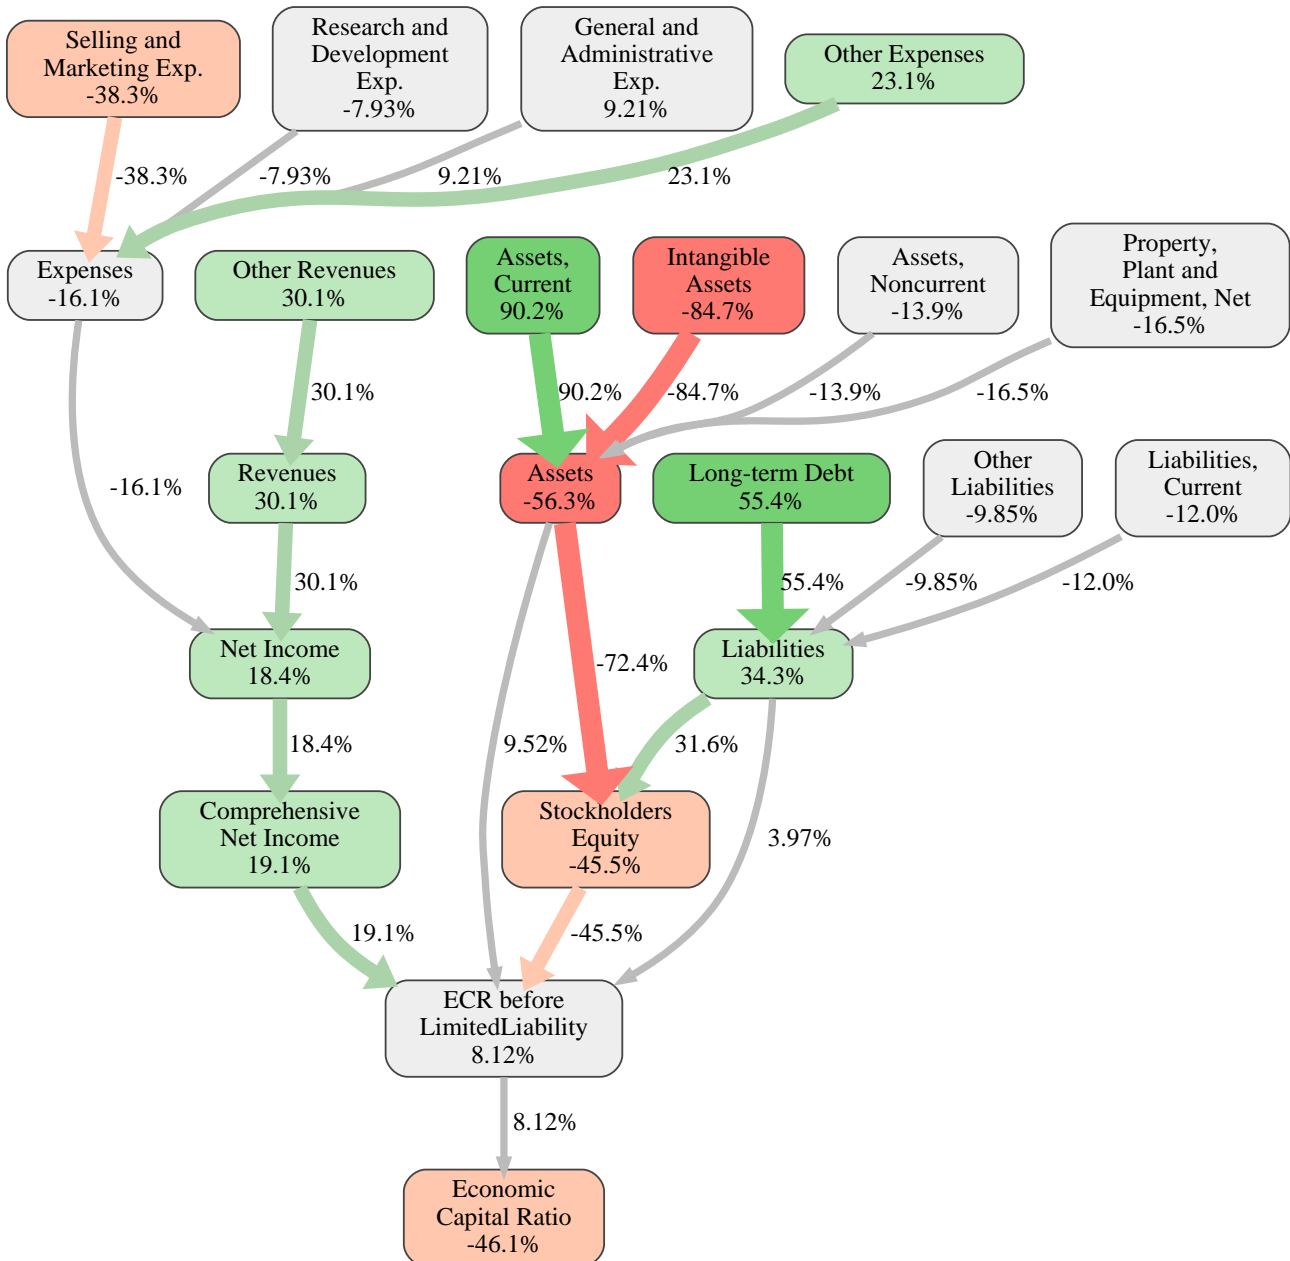 Selling and
Marketing Exp.
-38.3%
Research and
Development
Exp.
-7.93%
General and
Administrative
Exp.
9.21%
Other Expenses
23.1%
-38.3%
-7.93%
9.21%
23.1%
Expenses
-16.1%
Other Revenues
30.1%
Assets,
Current
90.2%
Intangible
Assets
-84.7%
Assets,
Noncurrent
-13.9%
Property,
Plant and
Equipment, Net
-16.5%
30.1%
90.2%
-84.7%
-13.9%
-16.5%
-16.1%
Revenues
30.1%
Assets
-56.3%
Long-term Debt
55.4%
Other
Liabilities
-9.85%
Liabilities,
Current
-12.0%
30.1%
55.4%
-9.85%
-12.0%
Net Income
18.4%
-72.4%
Liabilities
34.3%
18.4%
9.52%
31.6%
Comprehensive
Net Income
19.1%
Stockholders
Equity
-45.5%
3.97%
19.1%
-45.5%
ECR before
LimitedLiability
8.12%
8.12%
Economic
Capital Ratio
-46.1%